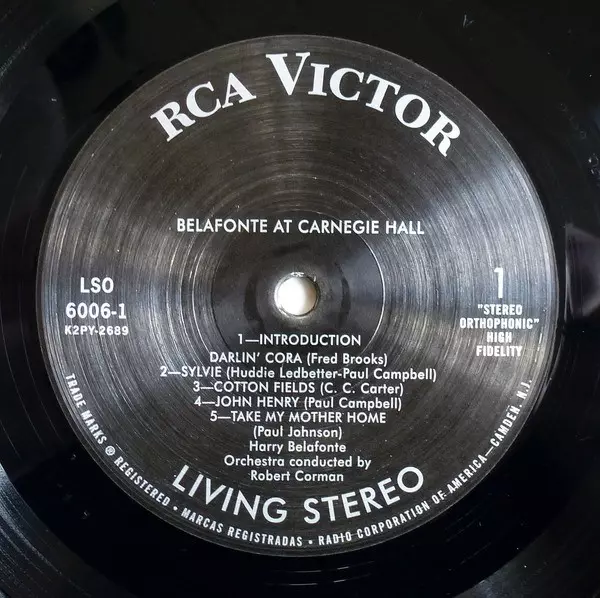 RCA VICTOR
BELAFONTE AT CARNEGIE HALL
LSO
6006-1
K2PY-2689
1
"STEREO
ORTHOPHONIC"
HIGH
FIDELITY
1—INTRODUCTION
DARLIN' CORA (Fred Brooks)
2—SYLVIE (Huddie Ledbetter-Paul Campbell)
3—COTTON FIELDS (C. C. Carter)
4—JOHN HENRY (Paul Campbell)
5—TAKE MY MOTHER HOME
(Paul Johnson)
Harry Belafonte
Orchestra conducted by
Robert Corman
LIVING STEREO
TRADE MARKS ® REGISTERED • MARCAS REGISTRADAS • RADIO CORPORATION OF AMERICA—CAMDEN, N.J.